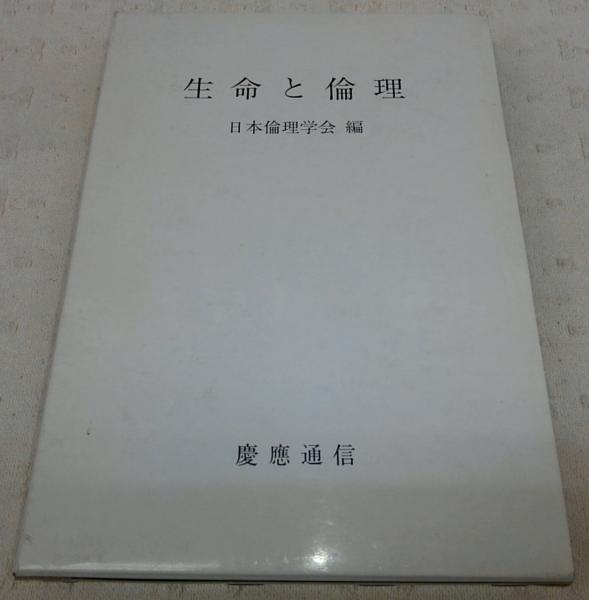 生命と倫理
日本倫理学会 編
慶應通信